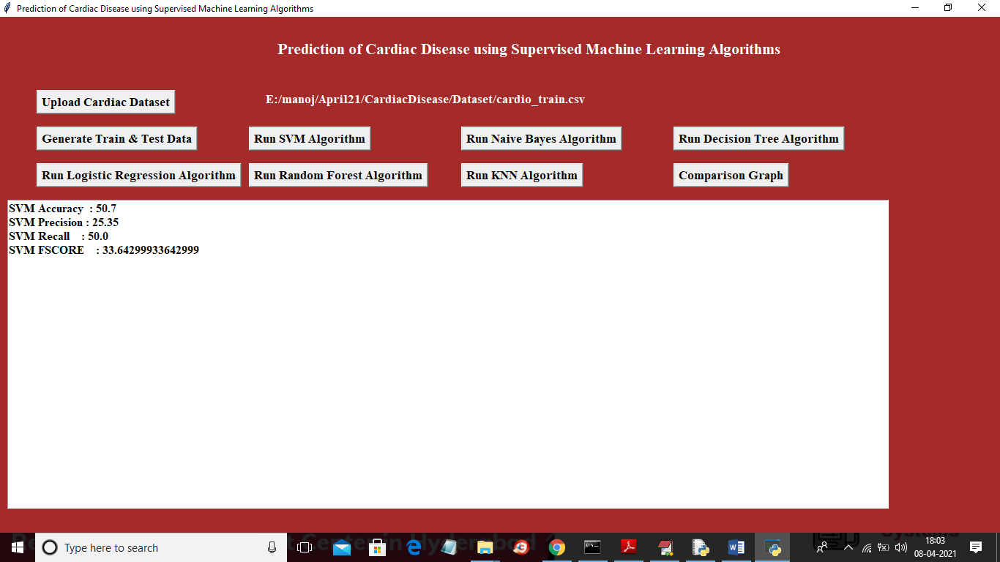 Prediction of Cardiac Disease using Supervised Machine Learning Algorithms
Prediction of Cardiac Disease using Supervised Machine Learning Algorithms
Upload Cardiac Dataset E:/manoj/April21/CardiacDisease/Dataset/cardio_train.csv
Generate Train & Test Data Run SVM Algorithm Run Naive Bayes Algorithm Run Decision Tree Algorithm
Run Logistic Regression Algorithm Run Random Forest Algorithm Run KNN Algorithm Comparison Graph
SVM Accuracy : 50.7
SVM Precision : 25.35
SVM Recall : 50.0
SVM FSCORE : 33.64299933642999
Type here to search
18:03
08-04-2021